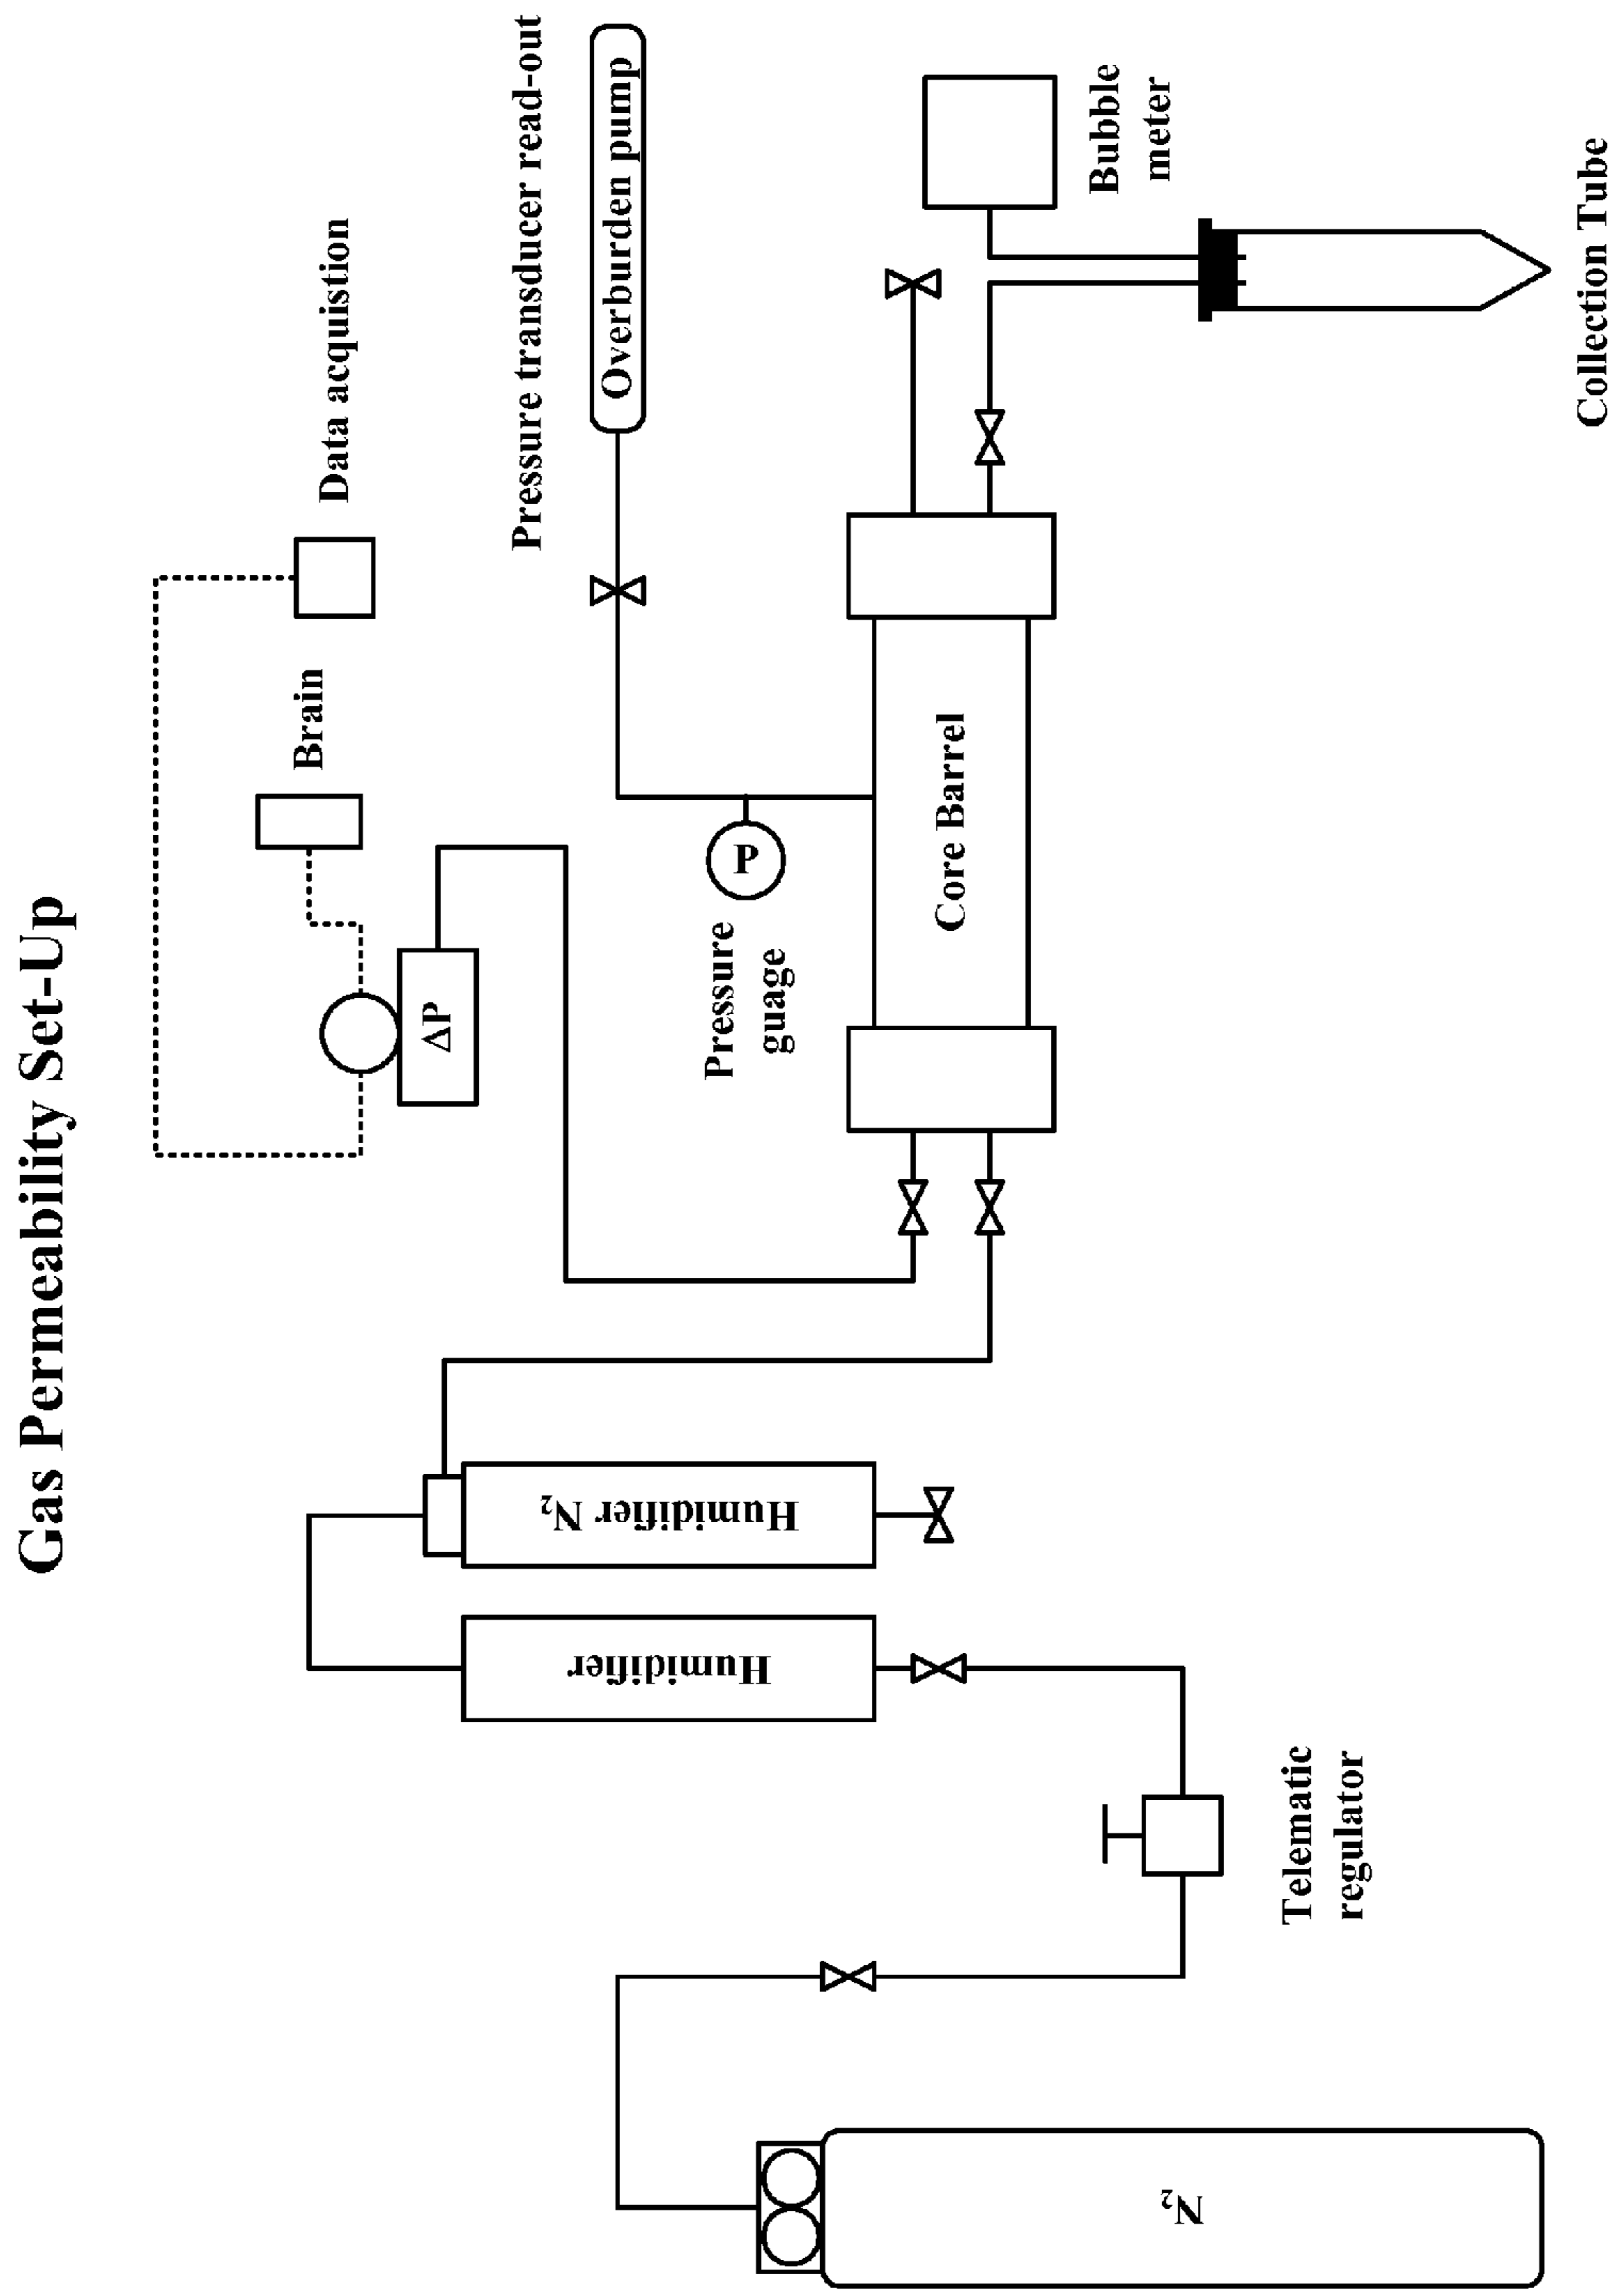 Gas Permeability Set-Up
Data acquistion
Brain
Pressure transducer read-out
Overburden pump
ΔP
P
Pressure
guage
Core Barrel
Bubble
meter
Collection Tube
Humidifier N₂
Humidifier
Telematic
regulator
N₂